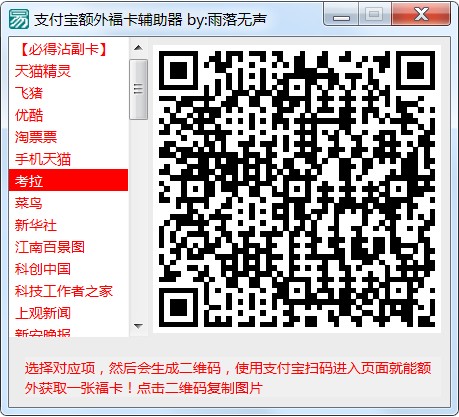 支付宝额外福卡辅助器 by:雨落无声
【必得沾副卡】
天猫精灵
飞猪
优酷
淘票票
手机天猫
考拉
菜鸟
新华社
江南百景图
科创中国
科技工作者之家
上观新闻
新安晚报
选择对应项，然后会生成二维码，使用支付宝扫码进入页面就能额
外获取一张福卡！点击二维码复制图片